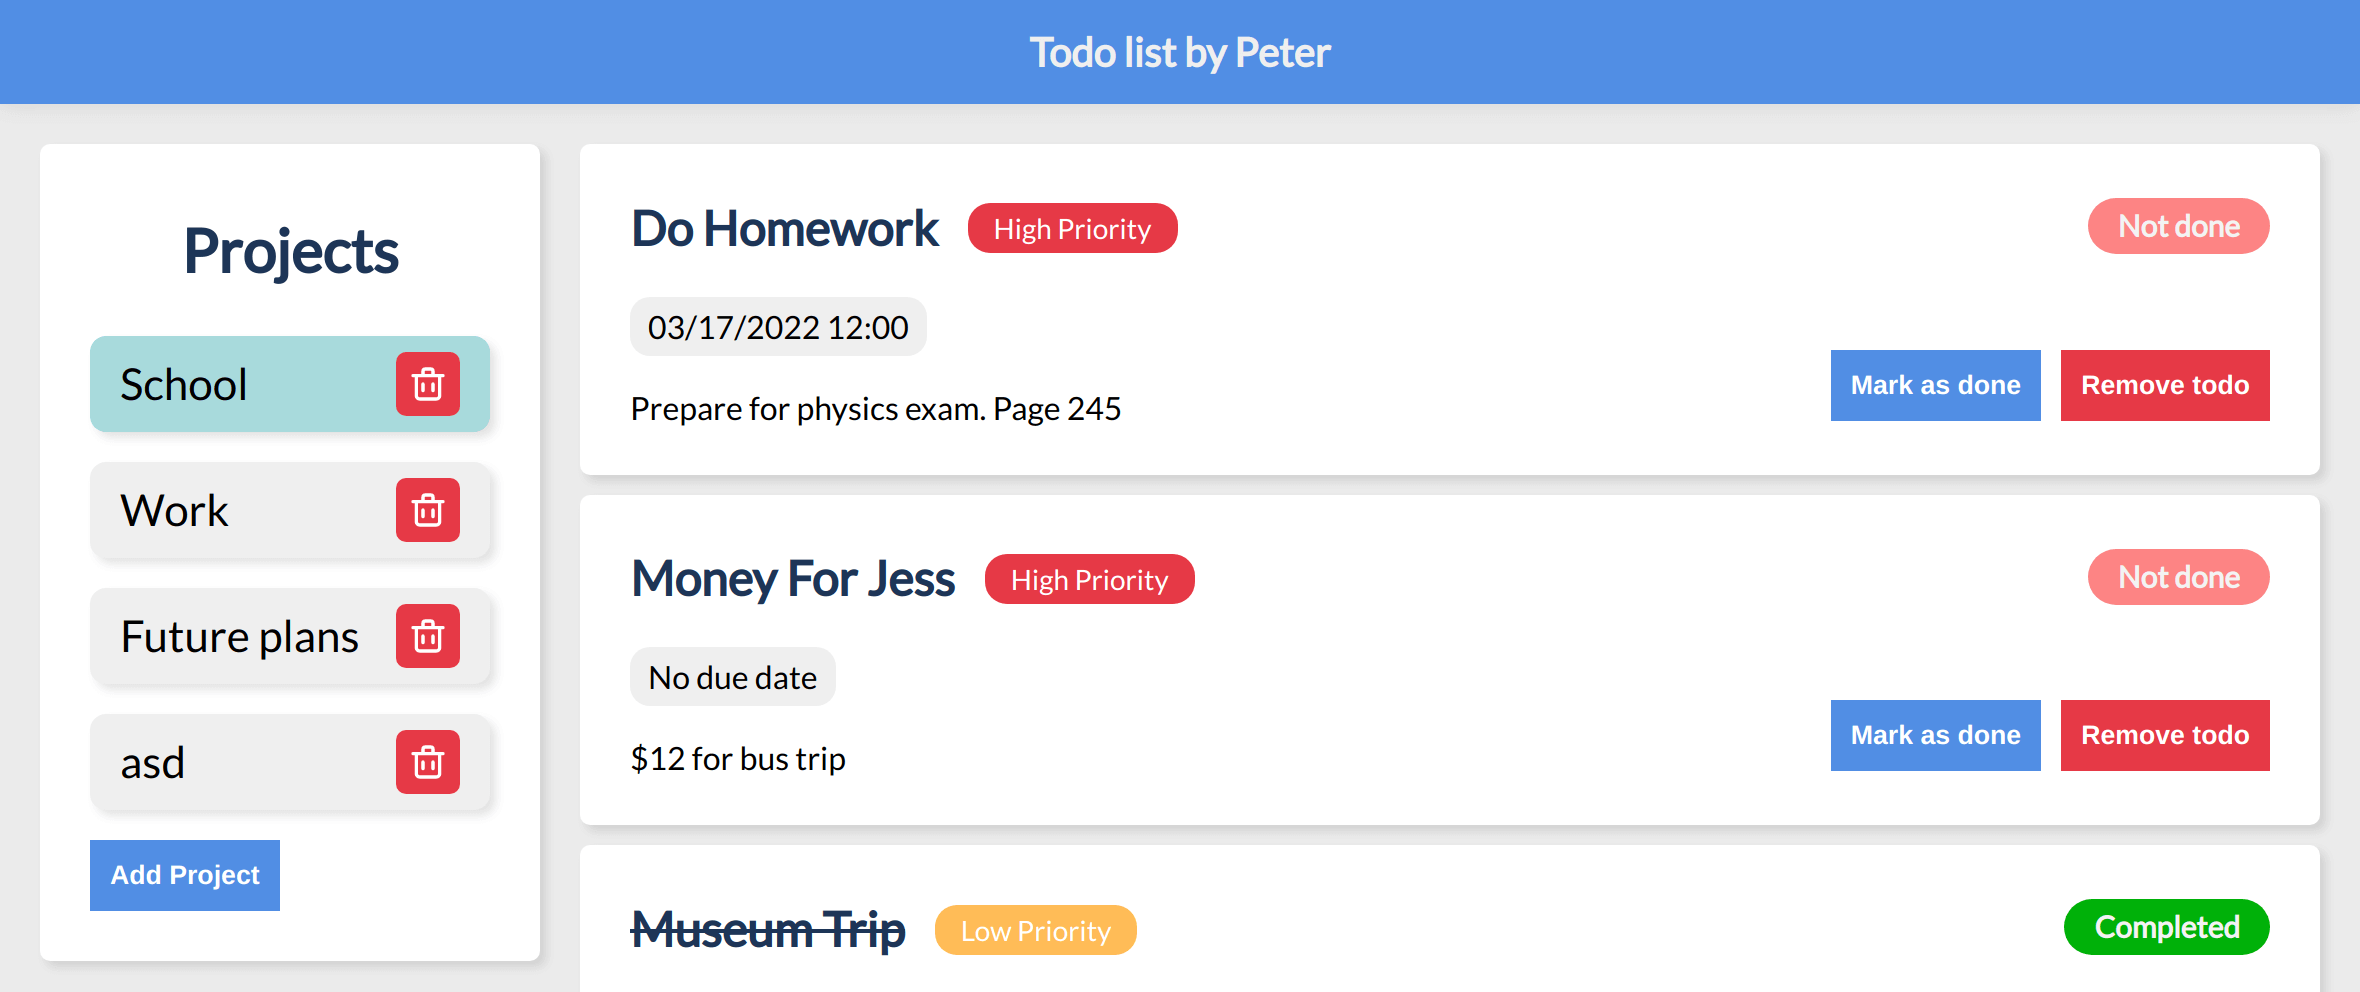 Todo list by Peter
Projects
School
Work
Future plans
asd
Add Project
Do Homework High Priority Not done
03/17/2022 12:00
Prepare for physics exam. Page 245
Mark as done Remove todo
Money For Jess High Priority Not done
No due date
$12 for bus trip
Mark as done Remove todo
Museum Trip Low Priority Completed